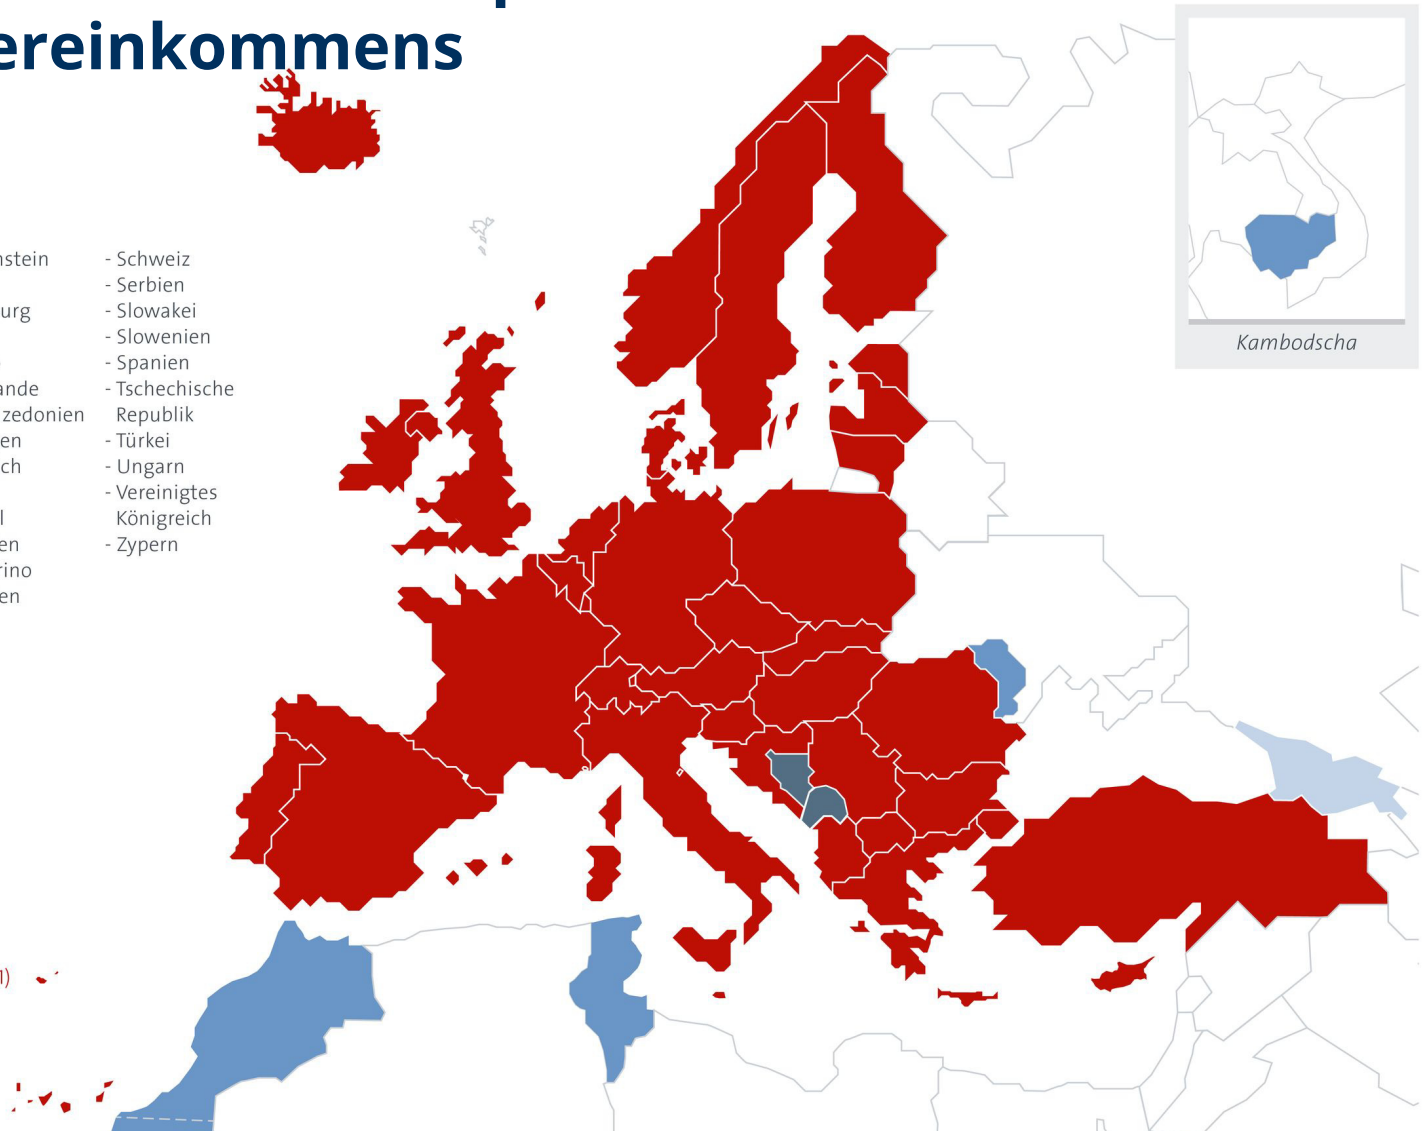 ereinkommens
nstein
urg
ande
zedonien
en
ch
l
en
rino
en
- Schweiz
- Serbien
- Slowakei
- Slowenien
- Spanien
- Tschechische
Republik
- Türkei
- Ungarn
- Vereinigtes
Königreich
- Zypern
Kambodscha
1)